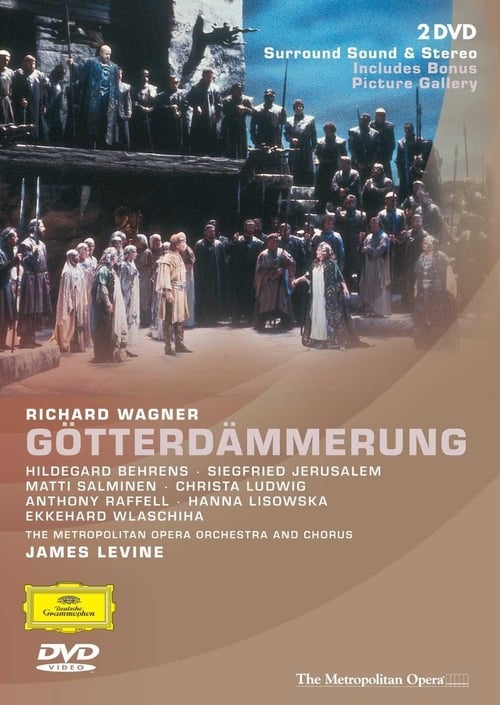 2 DVD
Surround Sound & Stereo
Includes Bonus
Picture Gallery
RICHARD WAGNER
GÖTTERDÄMMERUNG
HILDEGARD BEHRENS · SIEGFRIED JERUSALEM
MATTI SALMINEN · CHRISTA LUDWIG
ANTHONY RAFFELL · HANNA LISOWSKA
EKKEHARD WLASCHIHA
THE METROPOLITAN OPERA ORCHESTRA AND CHORUS
JAMES LEVINE
Deutsche
Grammophon
DVD
VIDEO
The Metropolitan Opera